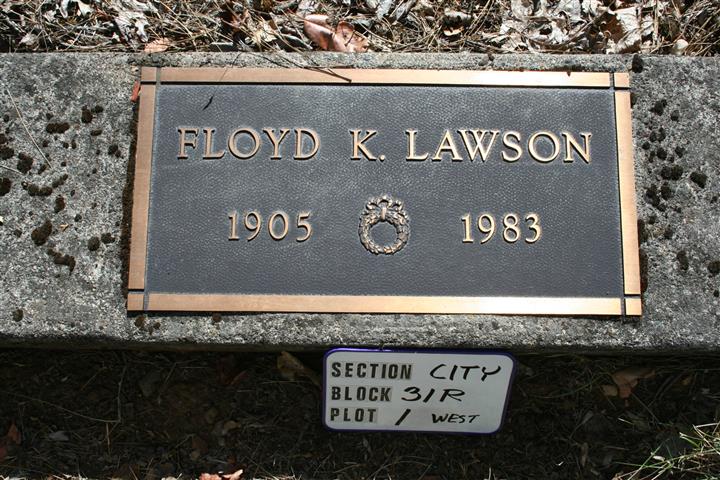 FLOYD K. LAWSON
1905 1983
SECTION CITY
BLOCK 31R
PLOT 1 WEST